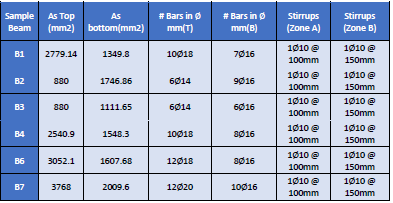 Sample Beam | As Top (mm2) | As bottom(mm2) | # Bars in Ø mm(T) | # Bars in Ø mm(B) | Stirrups (Zone A) | Stirrups (Zone B)
B1 | 2779.14 | 1349.8 | 10Ø18 | 7Ø16 | 1Ø10 @ 100mm | 1Ø10 @ 150mm
B2 | 880 | 1746.86 | 6Ø14 | 9Ø16 | 1Ø10 @ 100mm | 1Ø10 @ 150mm
B3 | 880 | 1111.65 | 6Ø14 | 6Ø16 | 1Ø10 @ 100mm | 1Ø10 @ 150mm
B4 | 2540.9 | 1548.3 | 10Ø18 | 8Ø16 | 1Ø10 @ 100mm | 1Ø10 @ 150mm
B6 | 3052.1 | 1607.68 | 12Ø18 | 8Ø16 | 1Ø10 @ 100mm | 1Ø10 @ 150mm
B7 | 3768 | 2009.6 | 12Ø20 | 10Ø16 | 1Ø10 @ 100mm | 1Ø10 @ 150mm